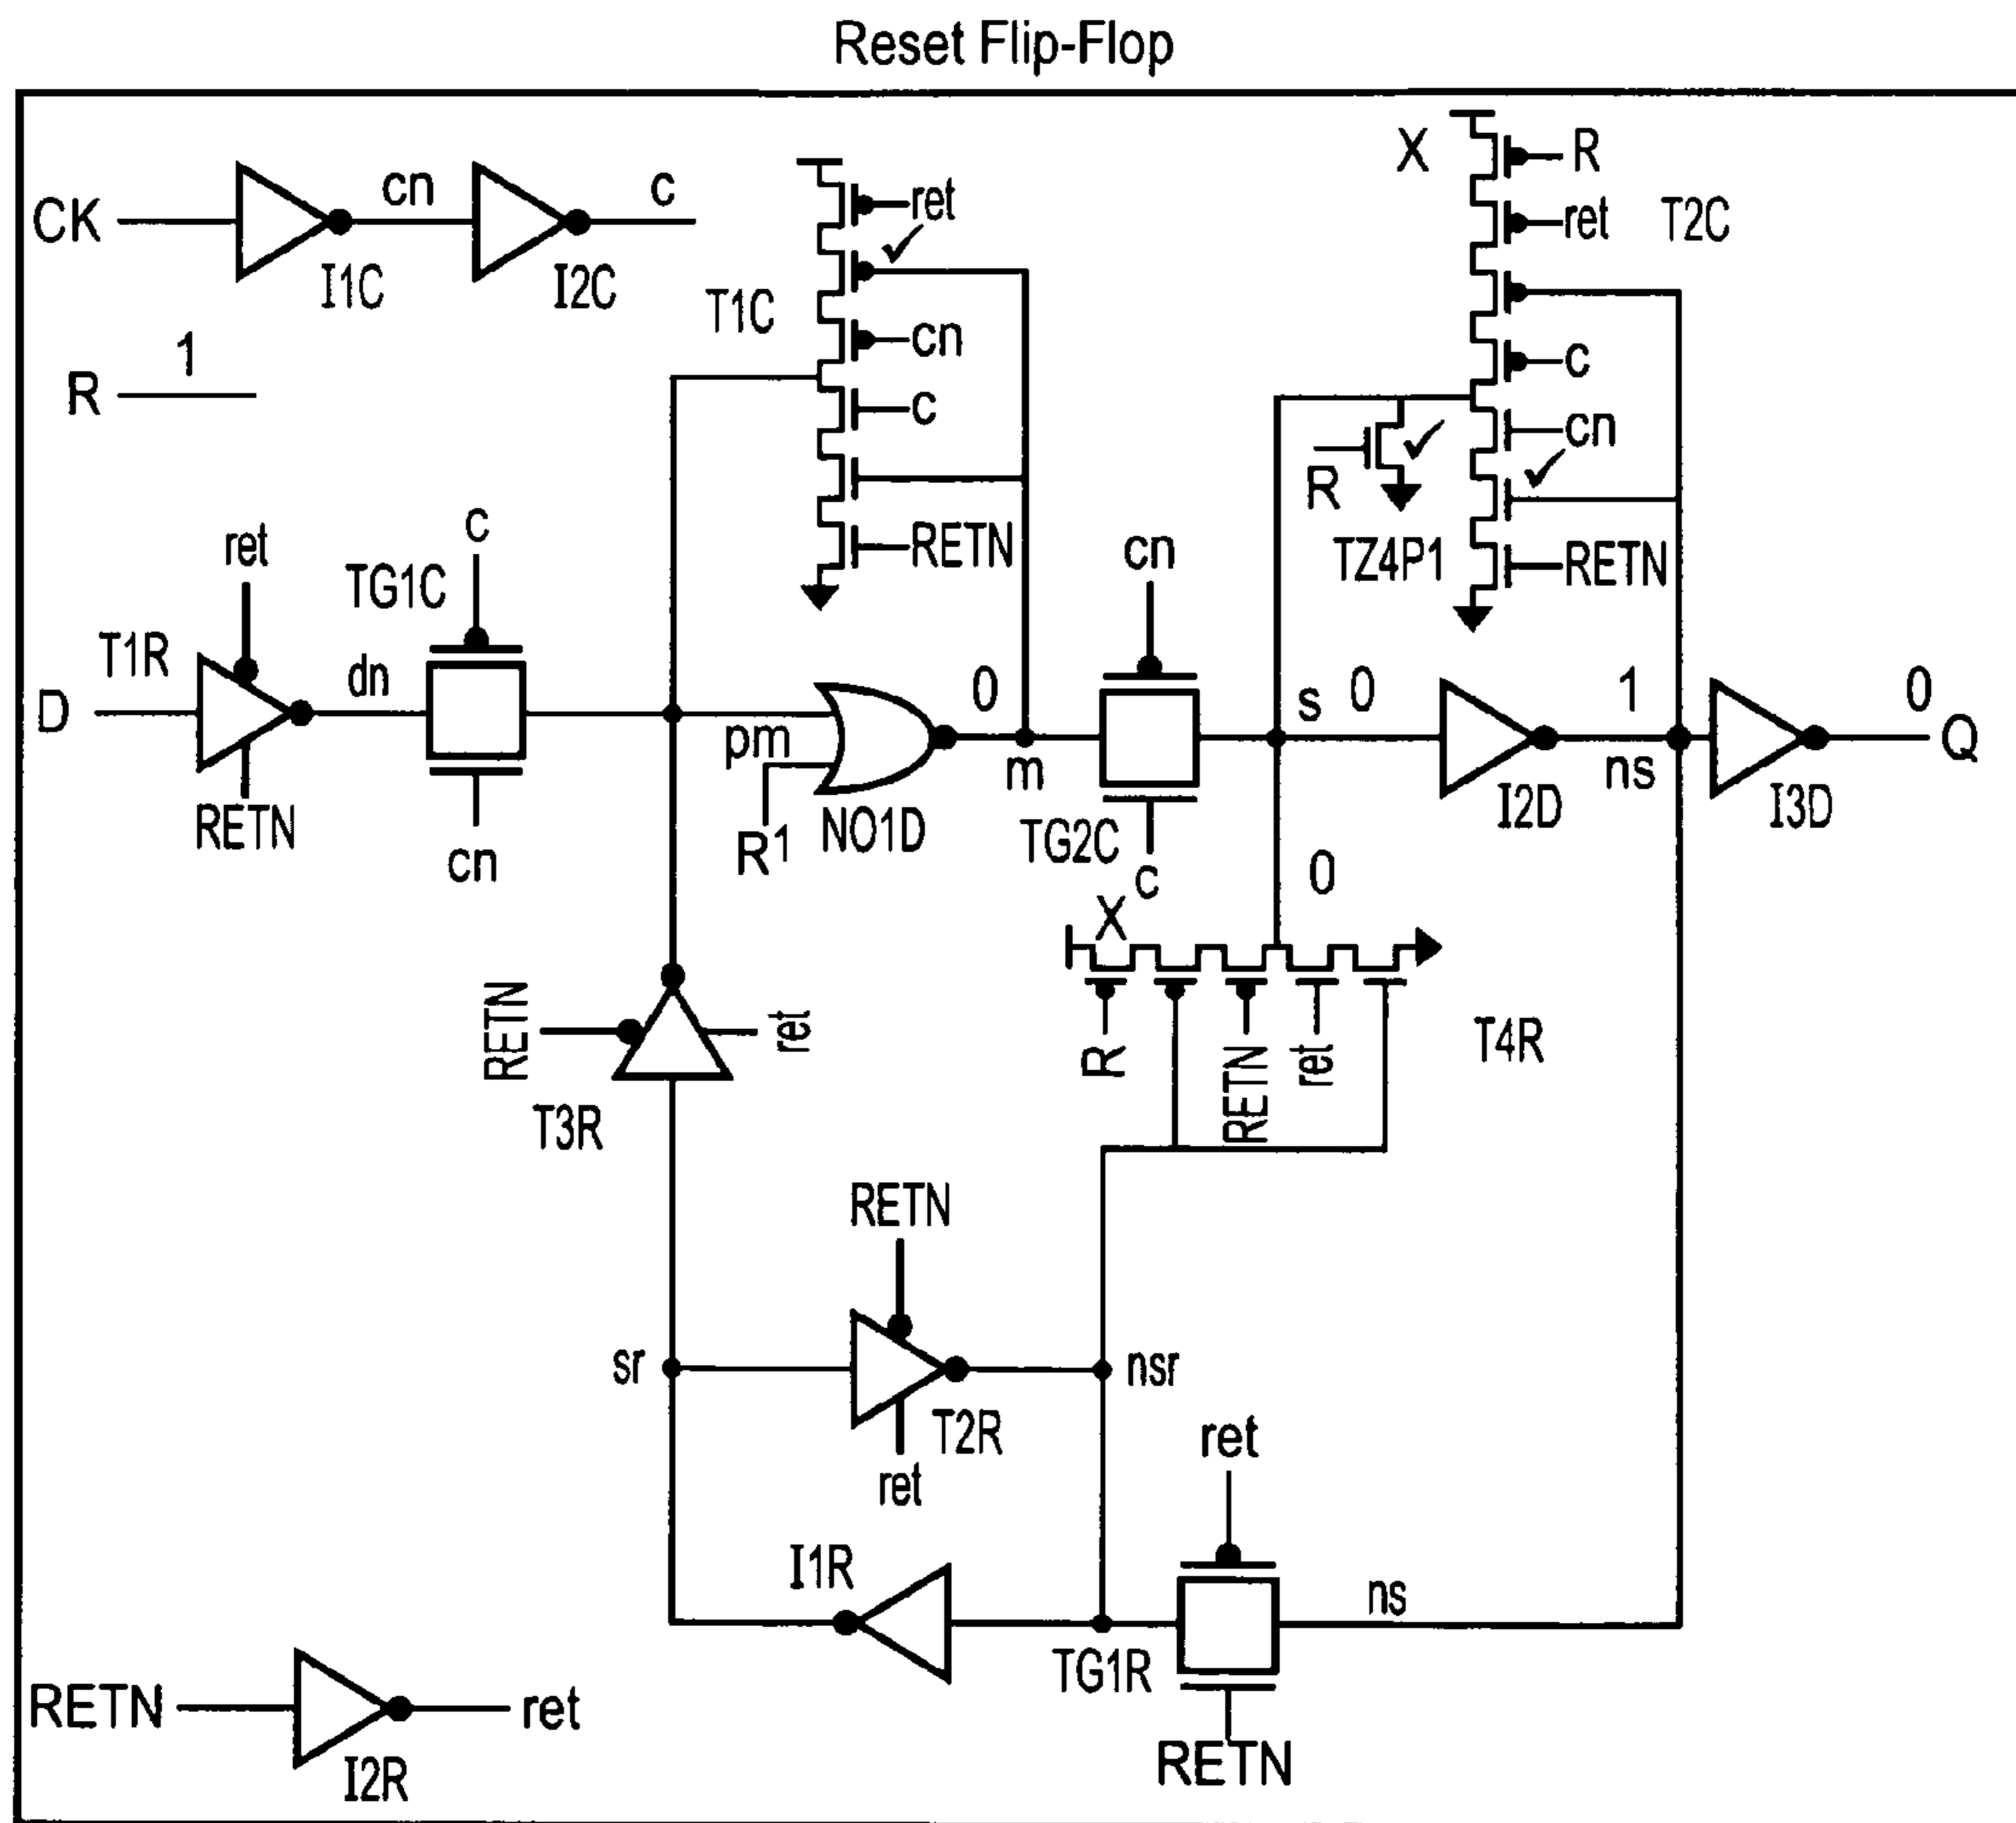 Reset Flip-Flop
CK
cn
c
I1C
I2C
R
1
ret
T1C
cn
c
RETN
X
R
ret
T2C
c
cn
R
TZ4P1
RETN
ret
c
TG1C
T1R
D
dn
RETN
cn
pm
R1
NO1D
0
m
cn
TG2C
c
s
0
I2D
1
ns
I3D
0
Q
0
X
R
RETN
ret
T4R
RETN
T3R
ret
RETN
sr
T2R
nsr
ret
ret
I1R
TG1R
ns
RETN
RETN
ret
I2R